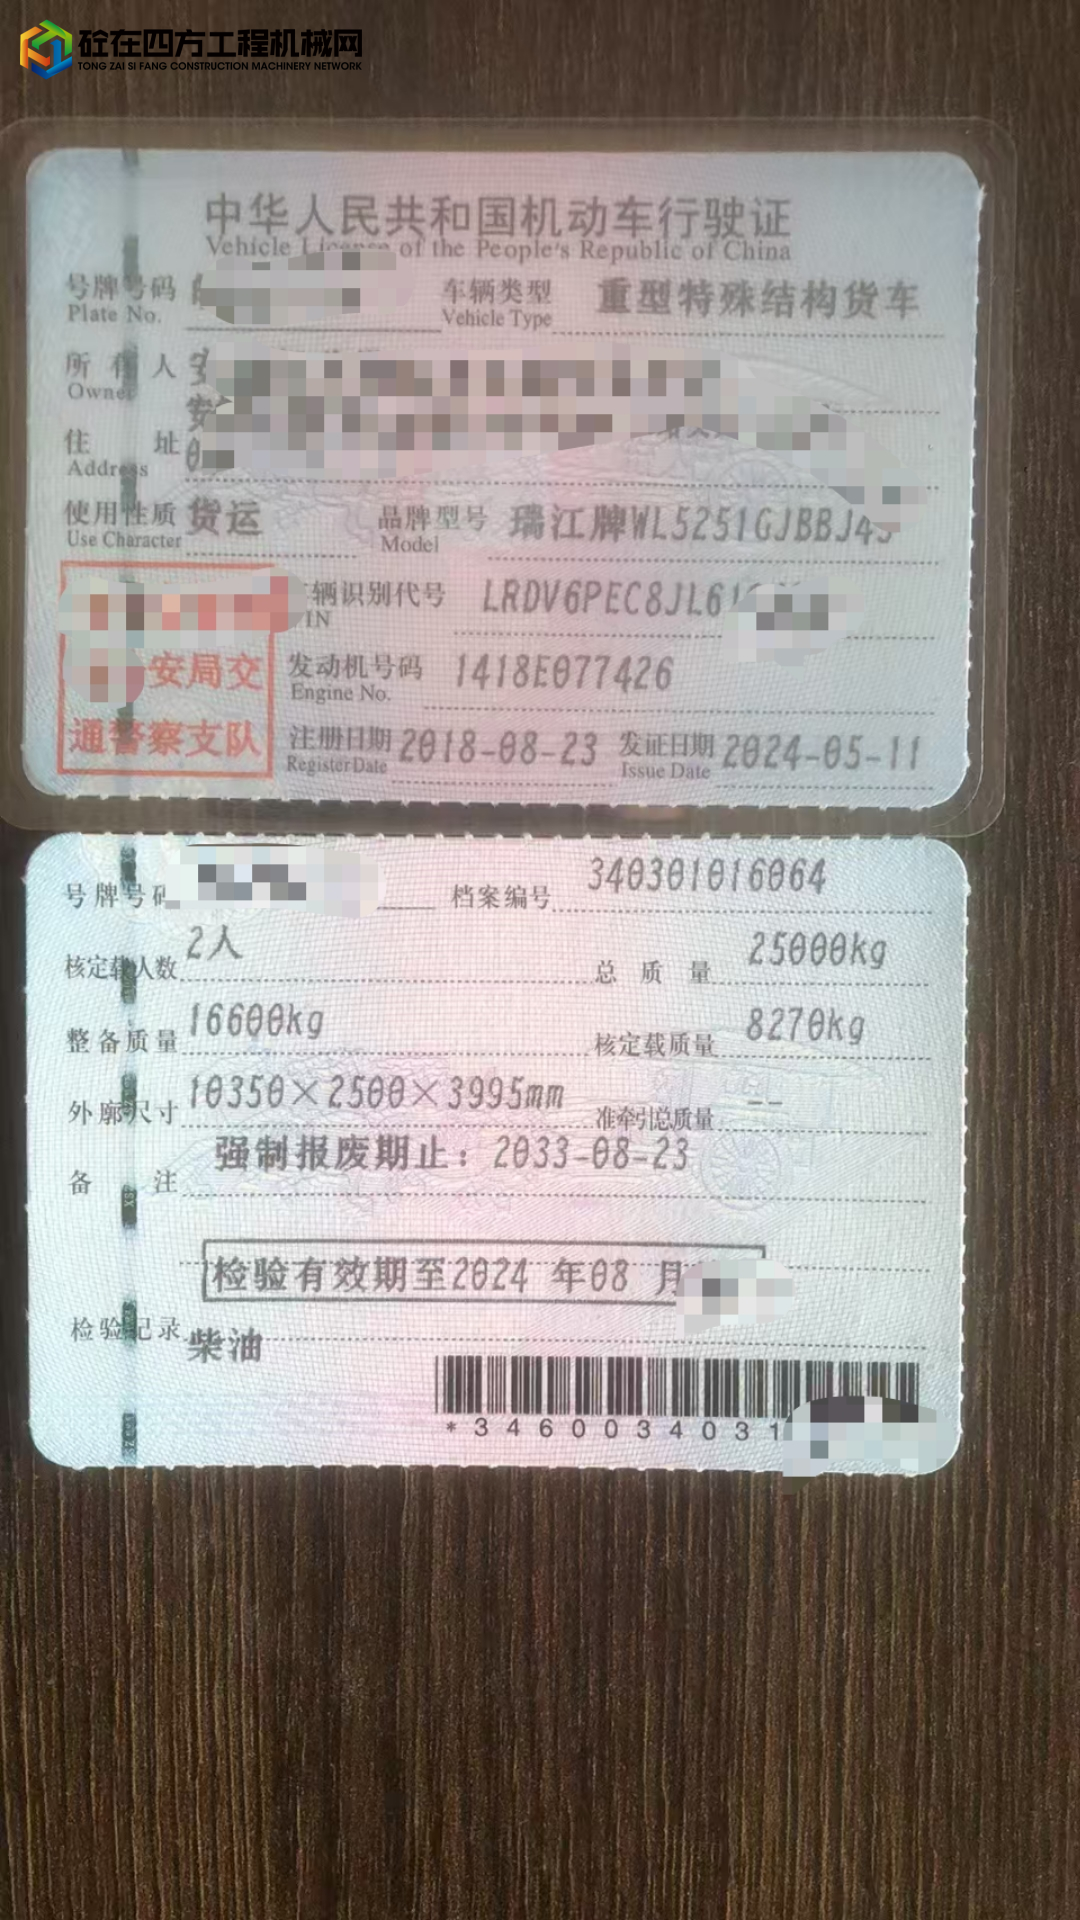 砼在四方工程机械网
TONG ZAI SI FANG CONSTRUCTION MACHINERY NETWORK
中华人民共和国机动车行驶证
Vehicle License of the People's Republic of China
号牌号码 车辆类型 重型特殊结构货车
Plate No. Vehicle Type
所有人 安
Owner
安
住址
Address
使用性质 货运 品牌型号 瑞江牌WL5251GJBBJ45
Use Character Model
车辆识别代号 LRDV6PEC8JL61
VIN
安局交
通警察支队
发动机号码 1418E077426
Engine No.
注册日期 2018-08-23 发证日期 2024-05-11
Register Date Issue Date
号牌号码 档案编号 340301016064
核定载人数 2人 总质量 25000kg
整备质量 16600kg 核定载质量 8270kg
外廓尺寸 10350×2500×3995mm 准牵引总质量 --
备注 强制报废期止：2033-08-23
检验有效期至2024 年08 月
检验记录 柴油
*3460034031